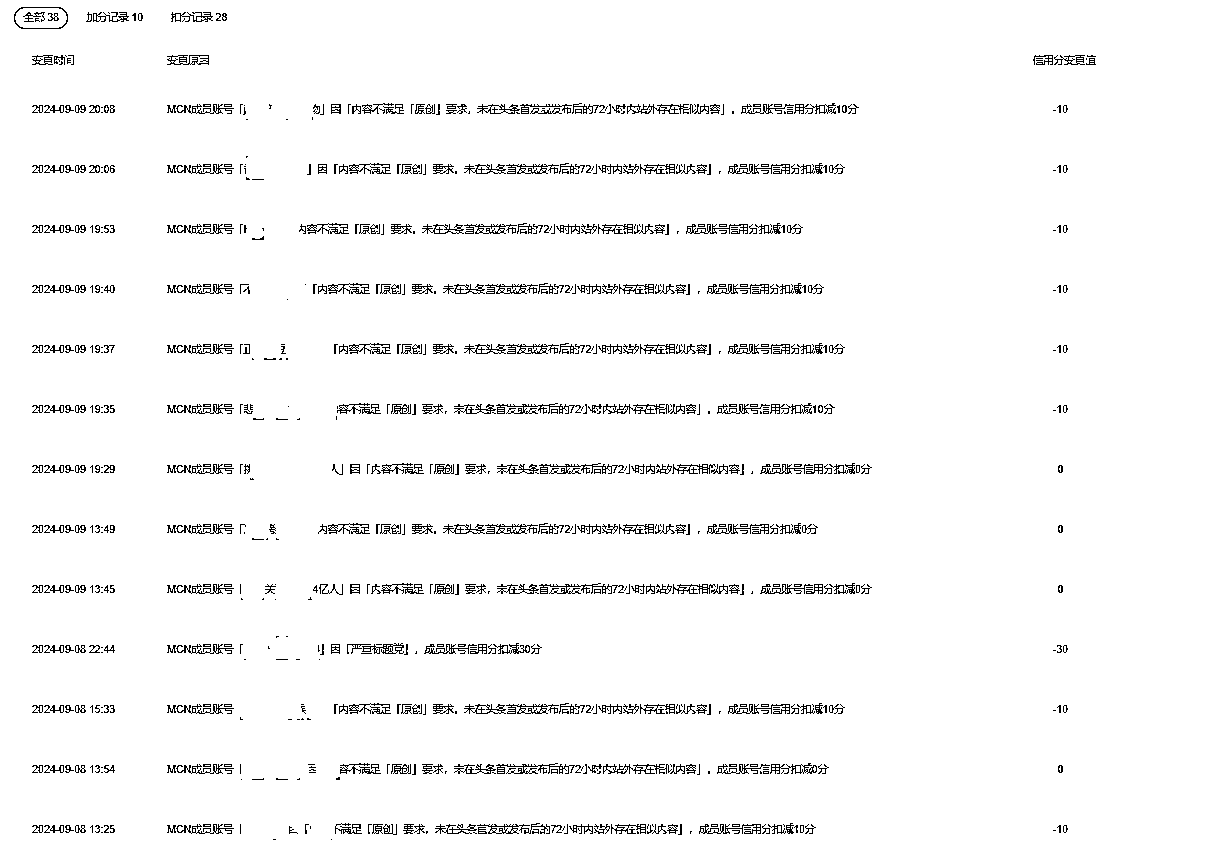 全部 38 加分记录 10 扣分记录 28
变更时间 变更原因 信用分变更值
2024-09-09 20:08 MCN成员账号「 」因「内容不满足「原创」要求，未在头条首发或发布后的72小时内站外存在相似内容」，成员账号信用分扣减10分 -10
2024-09-09 20:06 MCN成员账号「 」因「内容不满足「原创」要求，未在头条首发或发布后的72小时内站外存在相似内容」，成员账号信用分扣减10分 -10
2024-09-09 19:53 MCN成员账号「 内容不满足「原创」要求，未在头条首发或发布后的72小时内站外存在相似内容」，成员账号信用分扣减10分 -10
2024-09-09 19:40 MCN成员账号「 「内容不满足「原创」要求，未在头条首发或发布后的72小时内站外存在相似内容」，成员账号信用分扣减10分 -10
2024-09-09 19:37 MCN成员账号「 「内容不满足「原创」要求，未在头条首发或发布后的72小时内站外存在相似内容」，成员账号信用分扣减10分 -10
2024-09-09 19:35 MCN成员账号「 容不满足「原创」要求，未在头条首发或发布后的72小时内站外存在相似内容」，成员账号信用分扣减10分 -10
2024-09-09 19:29 MCN成员账号「 人」因「内容不满足「原创」要求，未在头条首发或发布后的72小时内站外存在相似内容」，成员账号信用分扣减0分 0
2024-09-09 13:49 MCN成员账号「 内容不满足「原创」要求，未在头条首发或发布后的72小时内站外存在相似内容」，成员账号信用分扣减0分 0
2024-09-09 13:45 MCN成员账号「 关 4亿人」因「内容不满足「原创」要求，未在头条首发或发布后的72小时内站外存在相似内容」，成员账号信用分扣减0分 0
2024-09-08 22:44 MCN成员账号「 」因「严重标题党」，成员账号信用分扣减30分 -30
2024-09-08 15:33 MCN成员账号 「内容不满足「原创」要求，未在头条首发或发布后的72小时内站外存在相似内容」，成员账号信用分扣减10分 -10
2024-09-08 13:54 MCN成员账号 容不满足「原创」要求，未在头条首发或发布后的72小时内站外存在相似内容」，成员账号信用分扣减0分 0
2024-09-08 13:25 MCN成员账号 不满足「原创」要求，未在头条首发或发布后的72小时内站外存在相似内容」，成员账号信用分扣减10分 -10